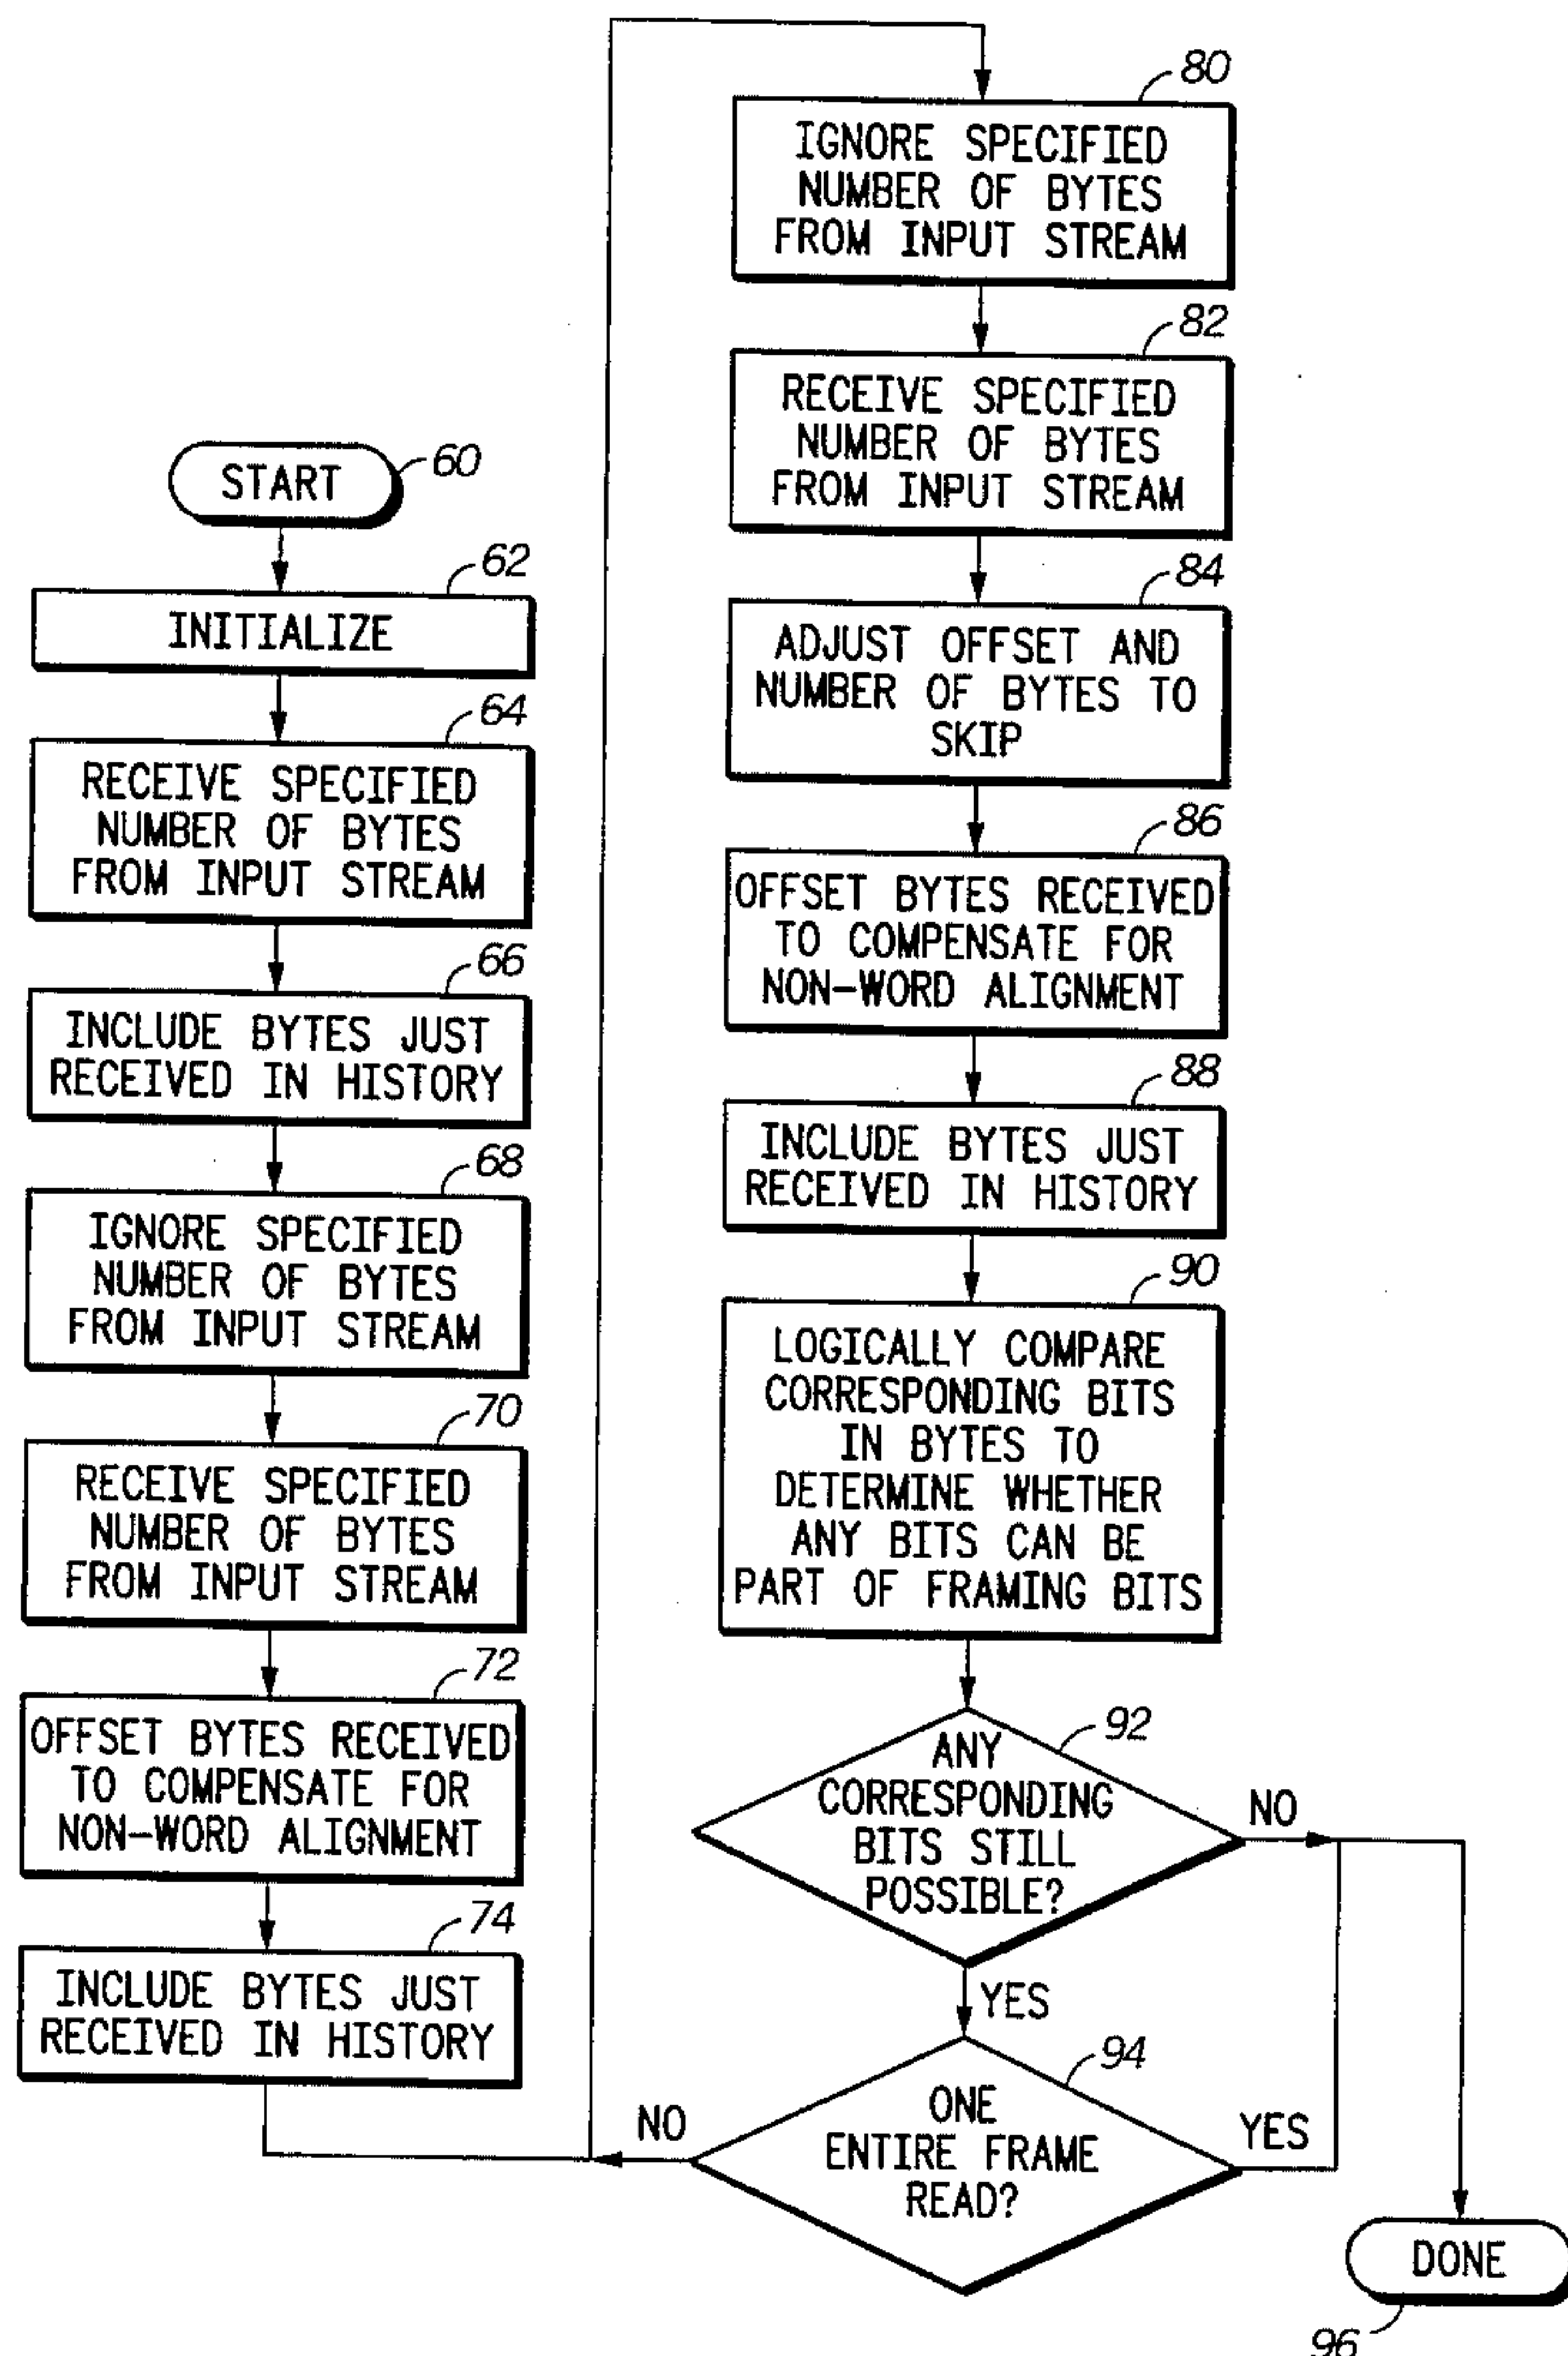 START
60
62
INITIALIZE
64
RECEIVE SPECIFIED
NUMBER OF BYTES
FROM INPUT STREAM
66
INCLUDE BYTES JUST
RECEIVED IN HISTORY
68
IGNORE SPECIFIED
NUMBER OF BYTES
FROM INPUT STREAM
70
RECEIVE SPECIFIED
NUMBER OF BYTES
FROM INPUT STREAM
72
OFFSET BYTES RECEIVED
TO COMPENSATE FOR
NON-WORD ALIGNMENT
74
INCLUDE BYTES JUST
RECEIVED IN HISTORY
80
IGNORE SPECIFIED
NUMBER OF BYTES
FROM INPUT STREAM
82
RECEIVE SPECIFIED
NUMBER OF BYTES
FROM INPUT STREAM
84
ADJUST OFFSET AND
NUMBER OF BYTES TO
SKIP
86
OFFSET BYTES RECEIVED
TO COMPENSATE FOR
NON-WORD ALIGNMENT
88
INCLUDE BYTES JUST
RECEIVED IN HISTORY
90
LOGICALLY COMPARE
CORRESPONDING BITS
IN BYTES TO
DETERMINE WHETHER
ANY BITS CAN BE
PART OF FRAMING BITS
92
ANY
CORRESPONDING
BITS STILL
POSSIBLE?
NO
YES
94
ONE
ENTIRE FRAME
READ?
NO
YES
DONE
96